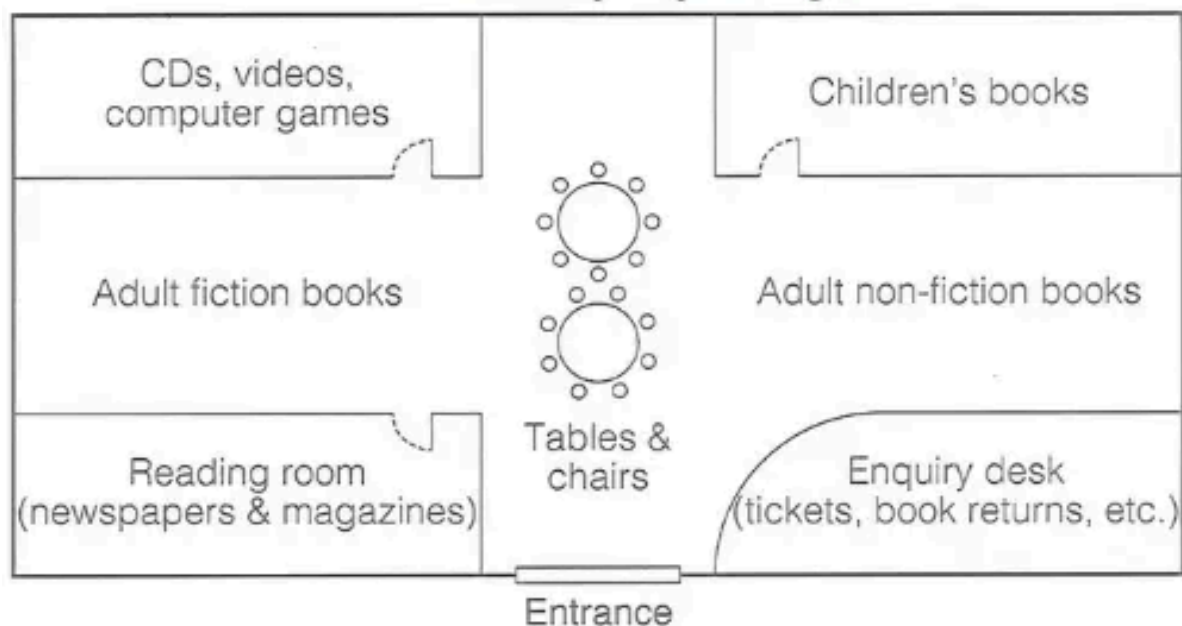 CDs, videos,
computer games
Children's books
Adult fiction books
Adult non-fiction books
Tables &
chairs
Reading room
(newspapers & magazines)
Enquiry desk
(tickets, book returns, etc.)
Entrance